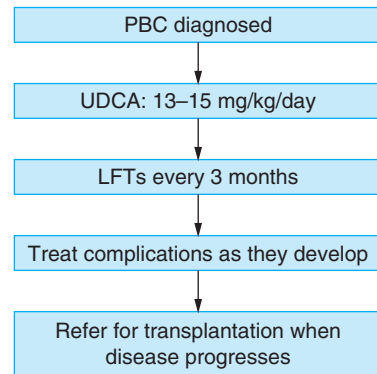 PBC diagnosed
UDCA: 13–15 mg/kg/day
LFTs every 3 months
Treat complications as they develop
Refer for transplantation when
disease progresses